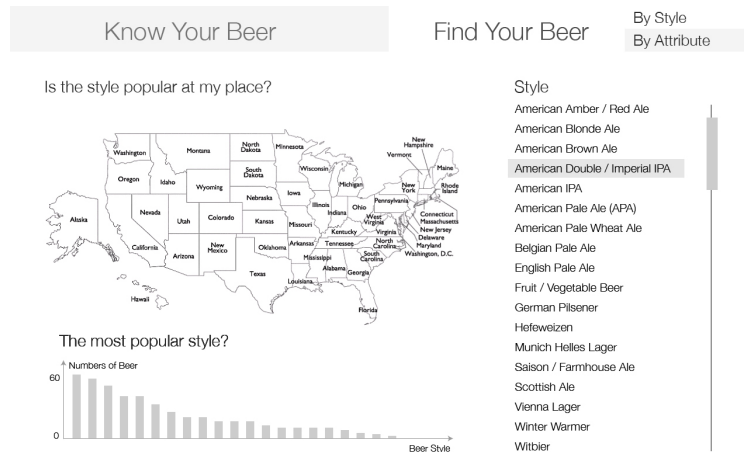 Know Your Beer
Find Your Beer
By Style
By Attribute
Is the style popular at my place?
Washington
Montana
North
Dakota
Minnesota
New
Hampshire
Vermont
Maine
Oregon
Idaho
Wyoming
South
Dakota
Wisconsin
Michigan
New
York
Rhode
Island
Nebraska
Iowa
Illinois
Indiana
Ohio
Pennsylvania
Alaska
Nevada
Utah
Colorado
Kansas
Missouri
Kentucky
West
Virginia
Virginia
Connecticut
Massachusetts
New Jersey
Delaware
Maryland
Washington, D.C.
California
Arizona
New
Mexico
Oklahoma
Arkansas
Tennessee
North
Carolina
South
Carolina
Mississippi
Alabama
Georgia
Texas
Louisiana
Florida
Hawaii
The most popular style?
Numbers of Beer
60
0
Beer Style
Style
American Amber / Red Ale
American Blonde Ale
American Brown Ale
American Double / Imperial IPA
American IPA
American Pale Ale (APA)
American Pale Wheat Ale
Belgian Pale Ale
English Pale Ale
Fruit / Vegetable Beer
German Pilsener
Hefeweizen
Munich Helles Lager
Saison / Farmhouse Ale
Scottish Ale
Vienna Lager
Winter Warmer
Witbier